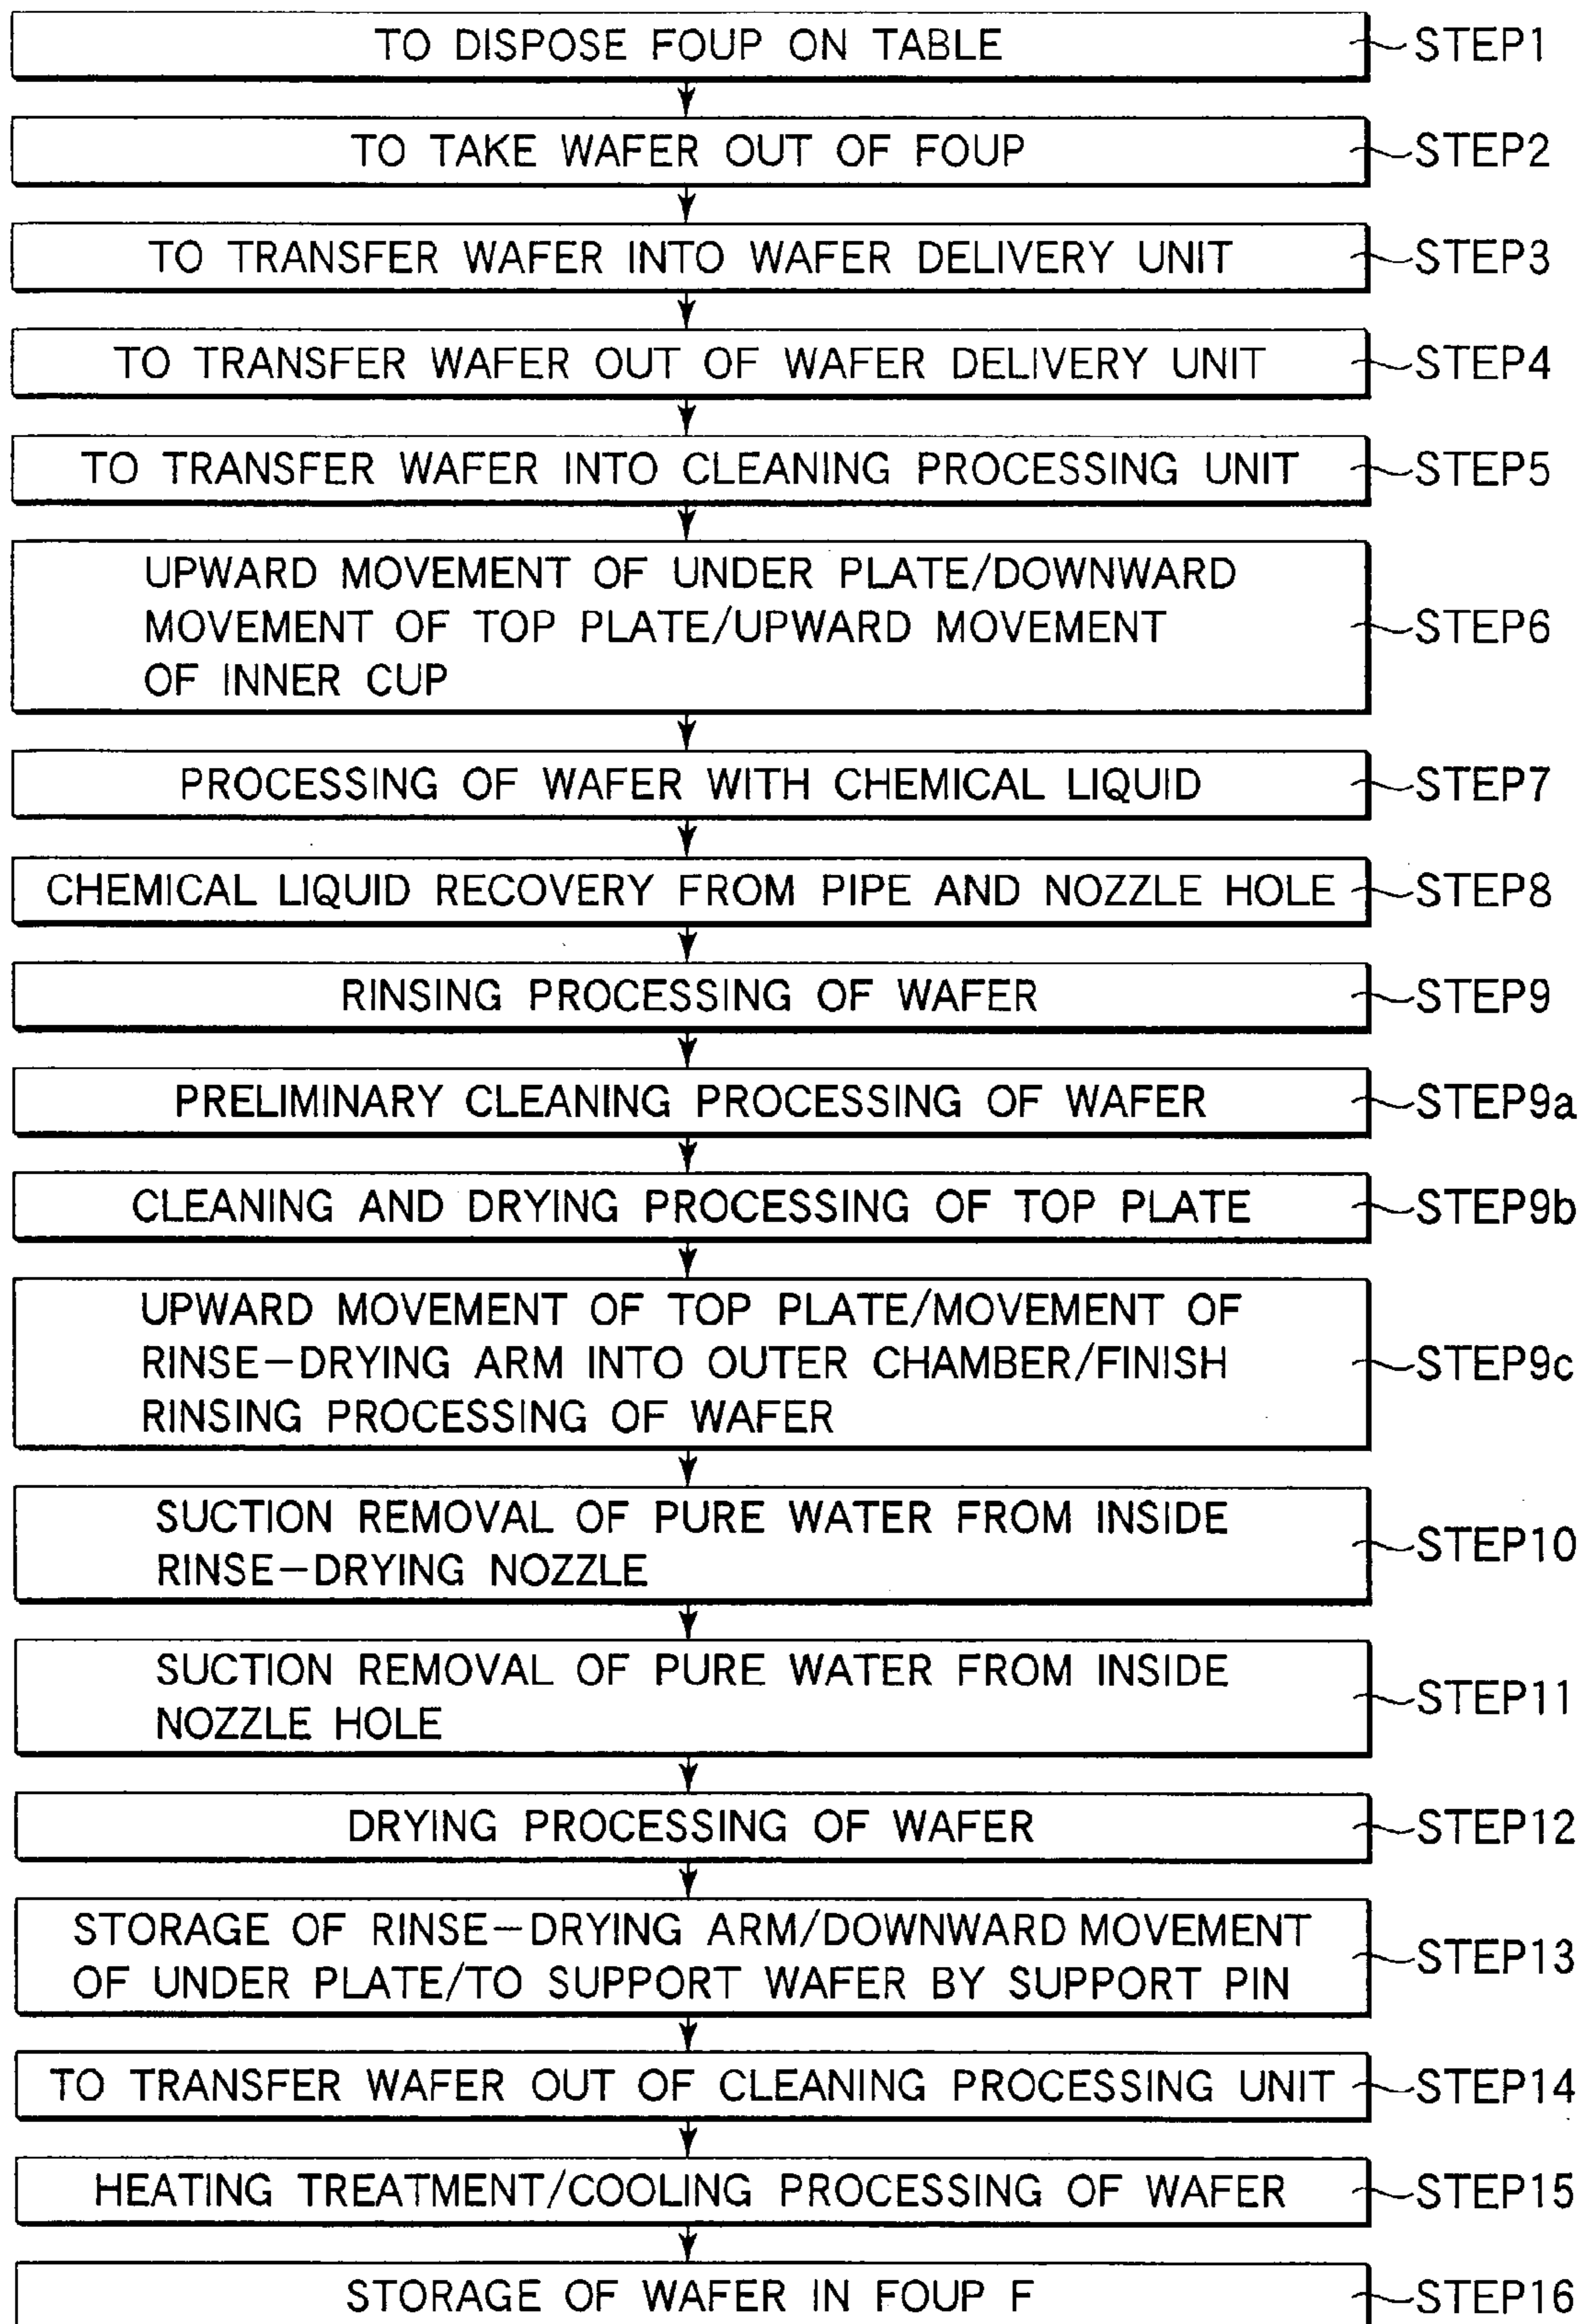 TO DISPOSE FOUP ON TABLE STEP1
TO TAKE WAFER OUT OF FOUP STEP2
TO TRANSFER WAFER INTO WAFER DELIVERY UNIT STEP3
TO TRANSFER WAFER OUT OF WAFER DELIVERY UNIT STEP4
TO TRANSFER WAFER INTO CLEANING PROCESSING UNIT STEP5
UPWARD MOVEMENT OF UNDER PLATE/DOWNWARD
MOVEMENT OF TOP PLATE/UPWARD MOVEMENT STEP6
OF INNER CUP
PROCESSING OF WAFER WITH CHEMICAL LIQUID STEP7
CHEMICAL LIQUID RECOVERY FROM PIPE AND NOZZLE HOLE STEP8
RINSING PROCESSING OF WAFER STEP9
PRELIMINARY CLEANING PROCESSING OF WAFER STEP9a
CLEANING AND DRYING PROCESSING OF TOP PLATE STEP9b
UPWARD MOVEMENT OF TOP PLATE/MOVEMENT OF
RINSE-DRYING ARM INTO OUTER CHAMBER/FINISH STEP9c
RINSING PROCESSING OF WAFER
SUCTION REMOVAL OF PURE WATER FROM INSIDE
RINSE-DRYING NOZZLE STEP10
SUCTION REMOVAL OF PURE WATER FROM INSIDE
NOZZLE HOLE STEP11
DRYING PROCESSING OF WAFER STEP12
STORAGE OF RINSE-DRYING ARM/DOWNWARD MOVEMENT
OF UNDER PLATE/TO SUPPORT WAFER BY SUPPORT PIN STEP13
TO TRANSFER WAFER OUT OF CLEANING PROCESSING UNIT STEP14
HEATING TREATMENT/COOLING PROCESSING OF WAFER STEP15
STORAGE OF WAFER IN FOUP F STEP16